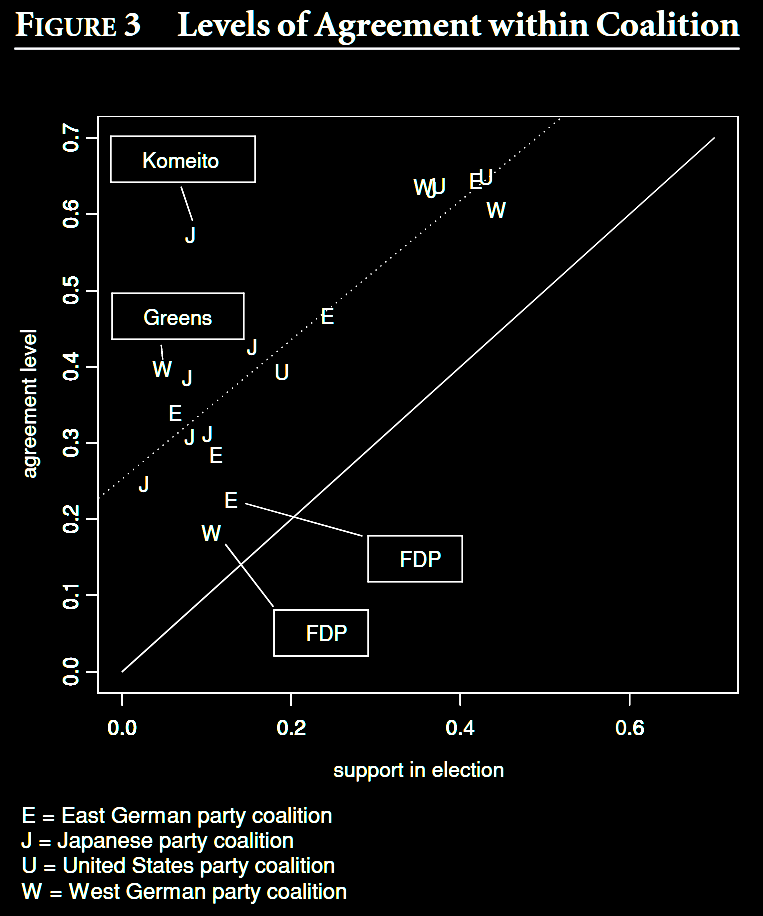 FIGURE 3 Levels of Agreement within Coalition
0.7
Komeito
W J U E U
0.6
W
J
0.5
Greens
E
J
0.4
W J U
E
agreement level
0.3
J J
E
J
E
0.2
W
FDP
0.1
FDP
0.0
0.0 0.2 0.4 0.6
support in election
E = East German party coalition
J = Japanese party coalition
U = United States party coalition
W = West German party coalition